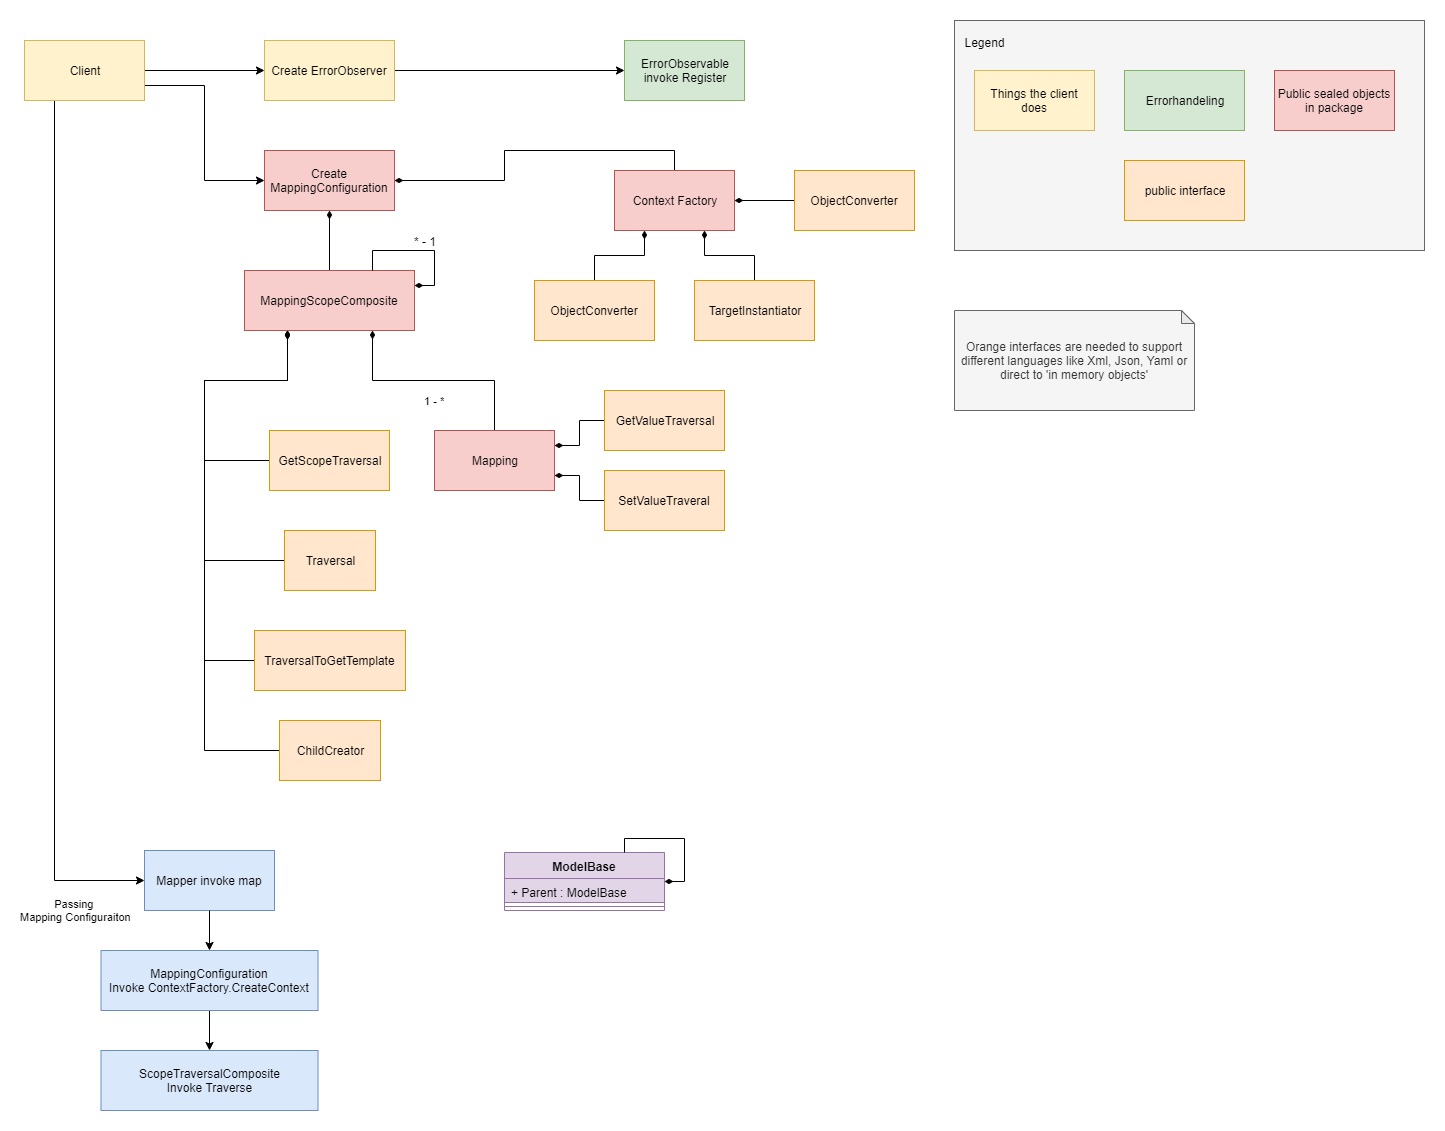 Client
Create ErrorObserver
ErrorObservable
invoke Register
Legend
Things the client
does
Errorhandeling
Public sealed objects
in package
public interface
Create
MappingConfiguration
Context Factory
ObjectConverter
* - 1
MappingScopeComposite
ObjectConverter
TargetInstantiator
Orange interfaces are needed to support
different languages like Xml, Json, Yaml or
direct to 'in memory objects'
1 - *
GetValueTraversal
GetScopeTraversal
Mapping
SetValueTraveral
Traversal
TraversalToGetTemplate
ChildCreator
Mapper invoke map
Passing
Mapping Configuraiton
ModelBase
+ Parent : ModelBase
MappingConfiguration
Invoke ContextFactory.CreateContext
ScopeTraversalComposite
Invoke Traverse